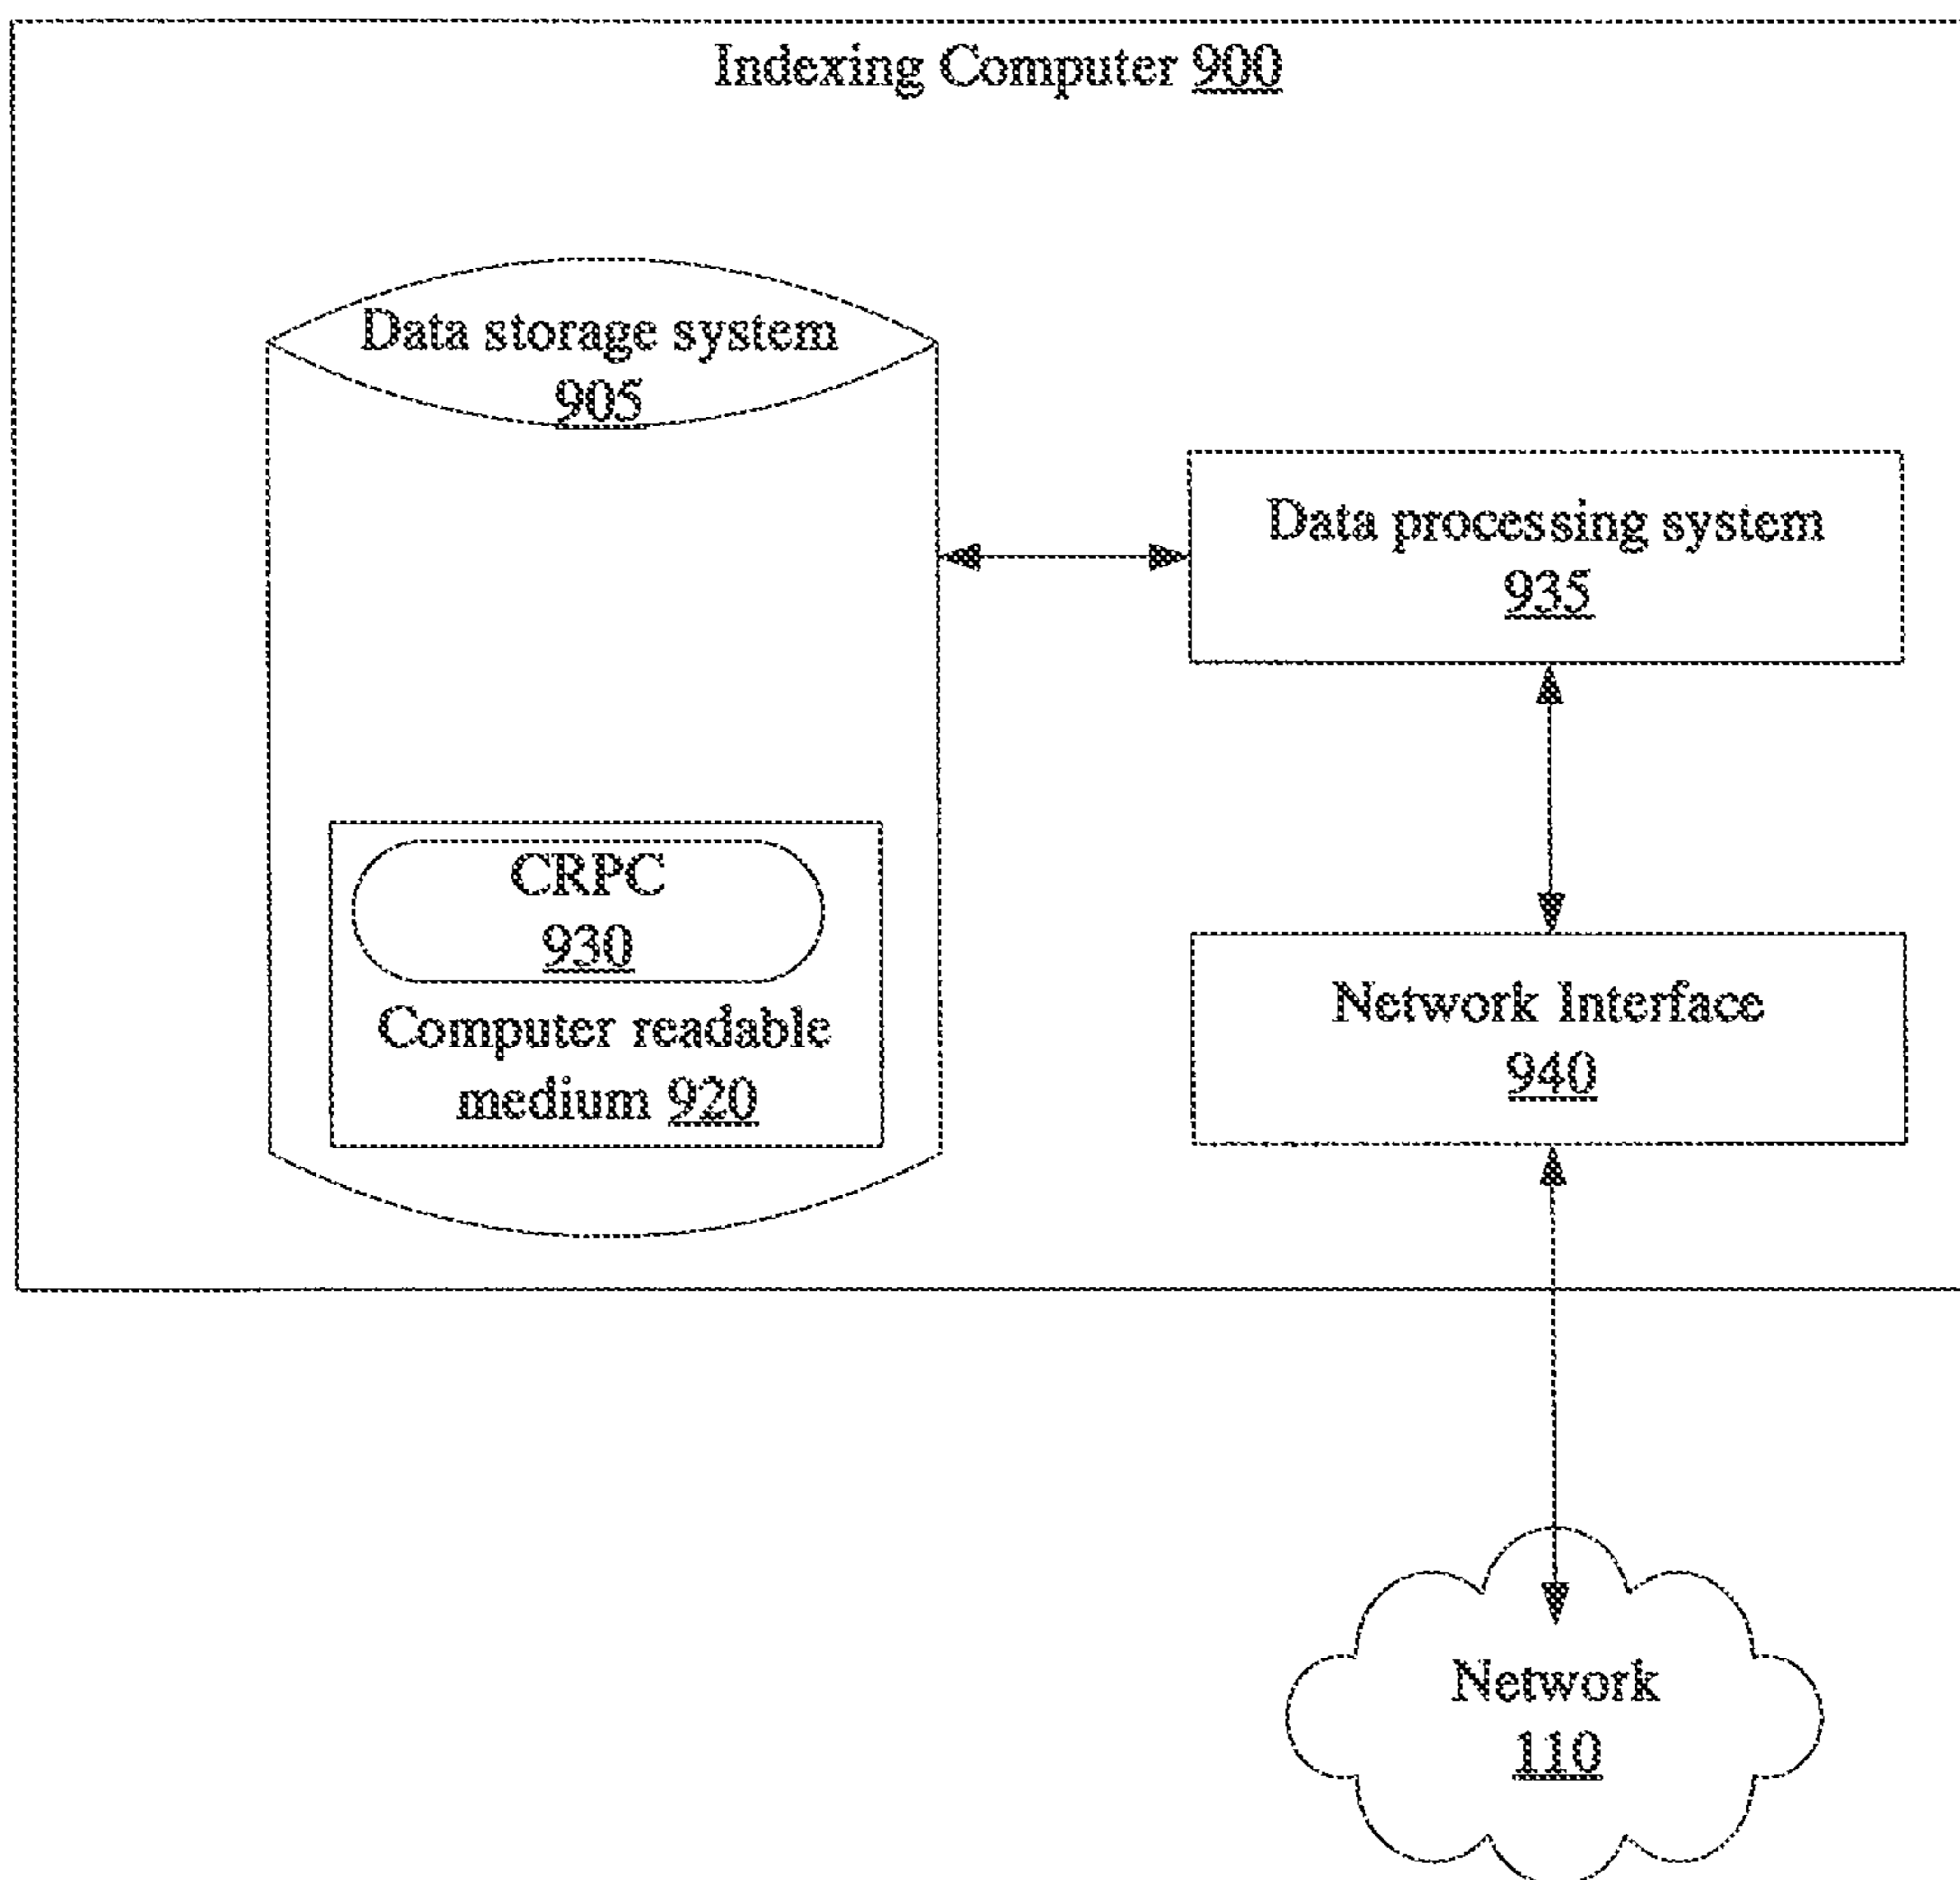 Indexing Computer 900
Data storage system
905
Data processing system
935
CRPC
930
Computer readable
medium 920
Network Interface
940
Network
110